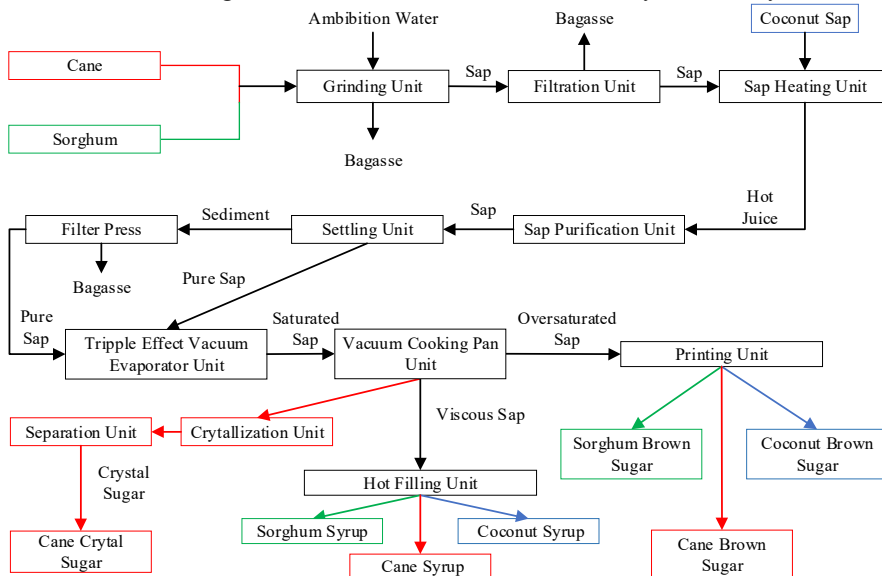 Ambibition Water
Bagasse
Coconut Sap
Cane
Grinding Unit
Sap
Filtration Unit
Sap
Sap Heating Unit
Sorghum
Bagasse
Hot
Juice
Filter Press
Sediment
Settling Unit
Sap
Sap Purification Unit
Bagasse
Pure Sap
Pure
Sap
Tripple Effect Vacuum
Evaporator Unit
Saturated
Sap
Vacuum Cooking Pan
Unit
Oversaturated
Sap
Printing Unit
Separation Unit
Crytallization Unit
Viscous Sap
Sorghum Brown
Sugar
Coconut Brown
Sugar
Crystal
Sugar
Hot Filling Unit
Sorghum Syrup
Coconut Syrup
Cane Crytal
Sugar
Cane Syrup
Cane Brown
Sugar